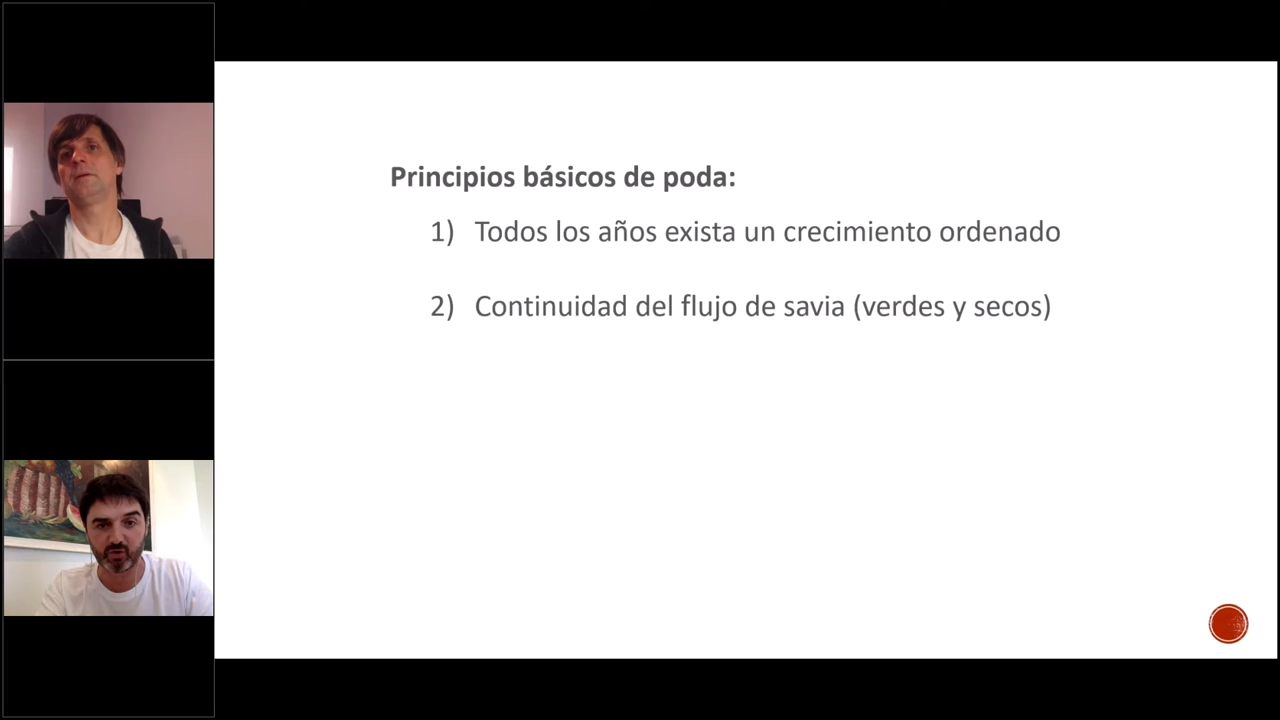 Principios básicos de poda:
1) Todos los años exista un crecimiento ordenado
2) Continuidad del flujo de savia (verdes y secos)